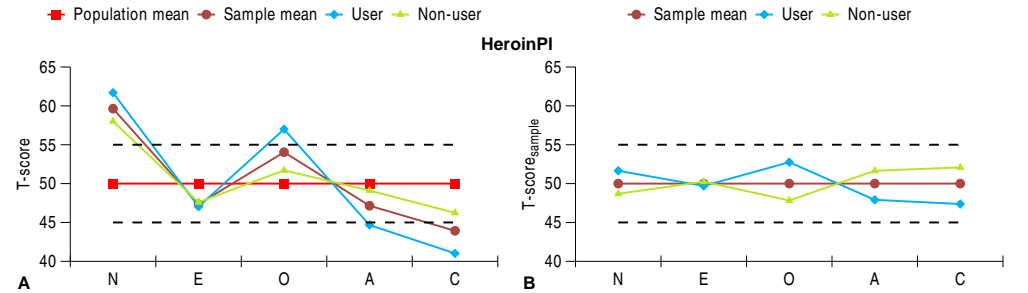 Population mean Sample mean User Non-user
Sample mean User Non-user
HeroinPl
65
60
55
50
45
40
T-score
N E O A C
A
65
60
55
50
45
40
T-score sample
N E O A C
B